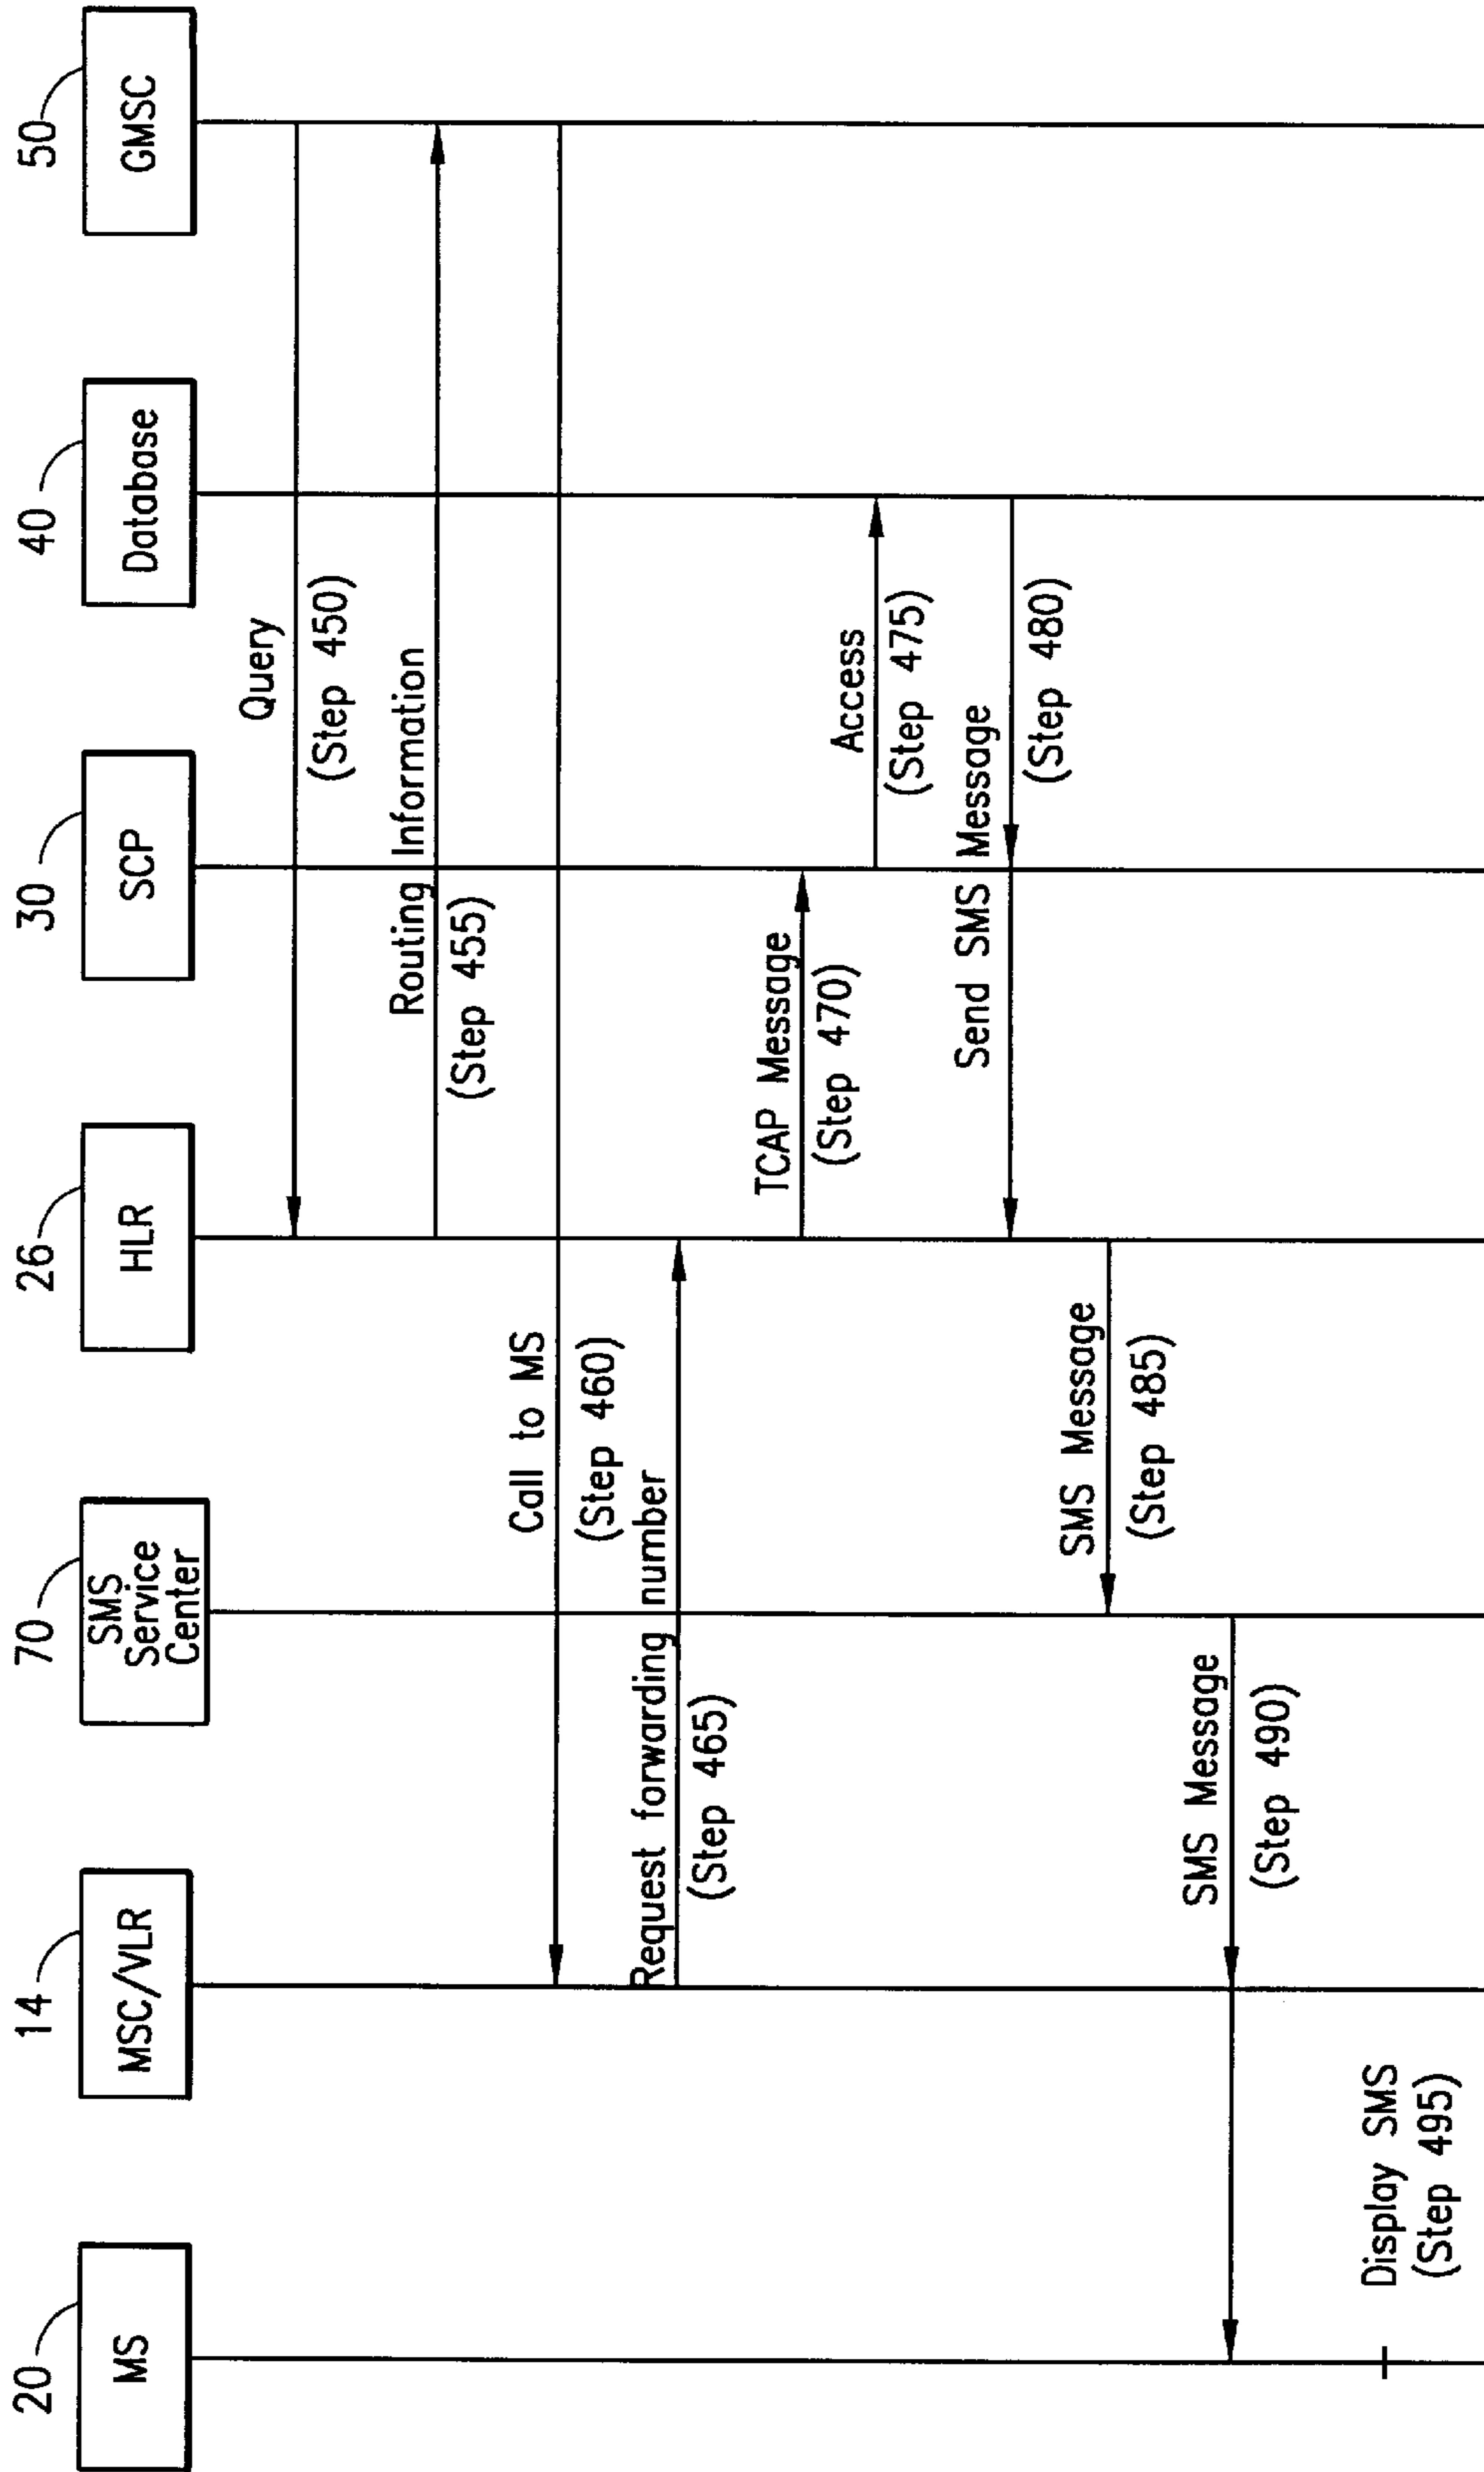 20
MS
14
MSC/VLR
70
SMS
Service
Center
26
HLR
30
SCP
40
Database
50
GMSC
Query
(Step 450)
Routing Information
(Step 455)
Call to MS
(Step 460)
Request forwarding number
(Step 465)
TCAP Message
(Step 470)
Access
(Step 475)
Send SMS Message
(Step 480)
SMS Message
(Step 485)
SMS Message
(Step 490)
Display SMS
(Step 495)